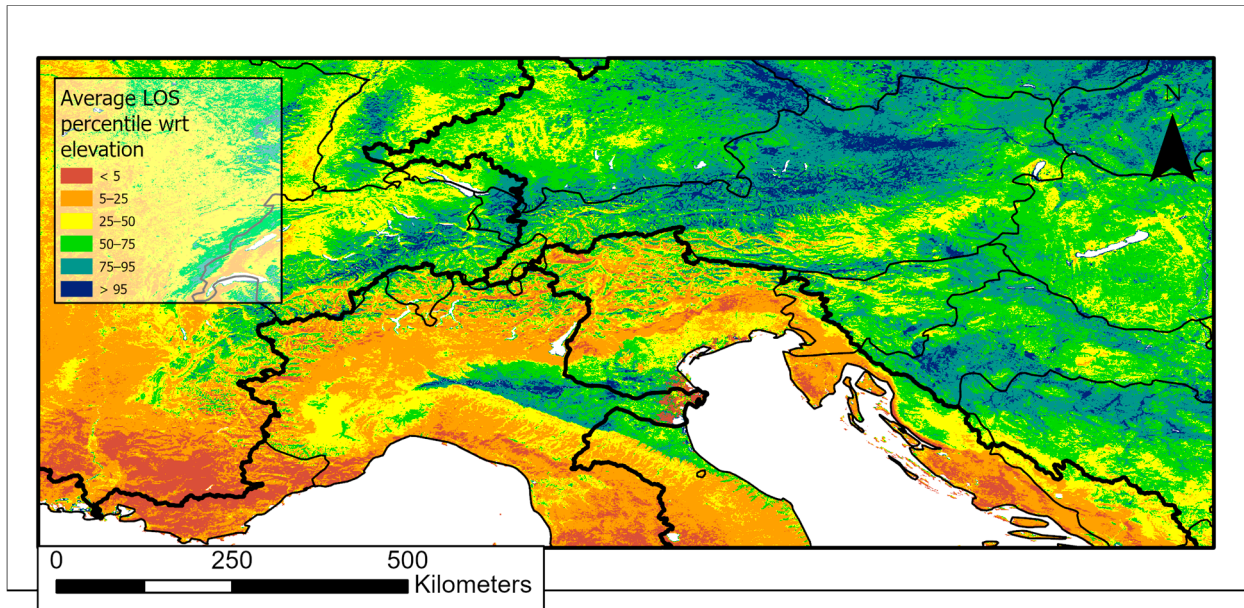 Average LOS
percentile wrt
elevation
< 5
5–25
25–50
50–75
75–95
> 95
N
0 250 500
Kilometers